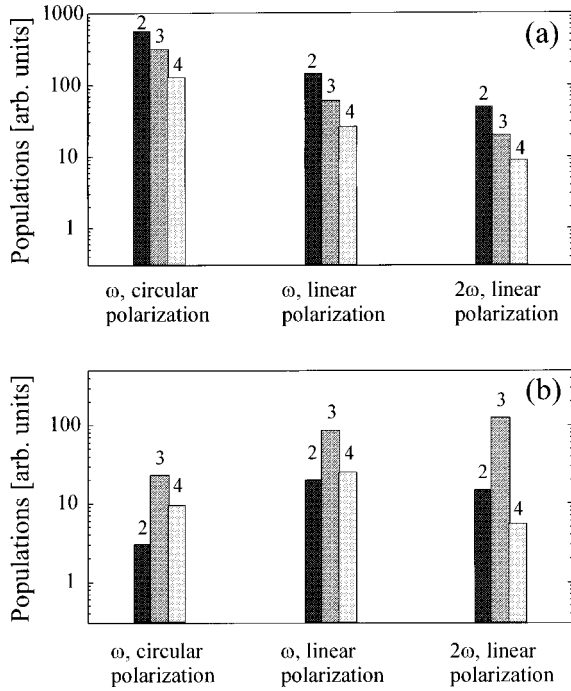 1000
100
10
1
Populations [arb. units]
(a)
2
3
4
2
3
4
2
3
4
ω, circular
polarization
ω, linear
polarization
2ω, linear
polarization
100
10
1
Populations [arb. units]
(b)
2
3
4
2
3
4
2
3
4
ω, circular
polarization
ω, linear
polarization
2ω, linear
polarization